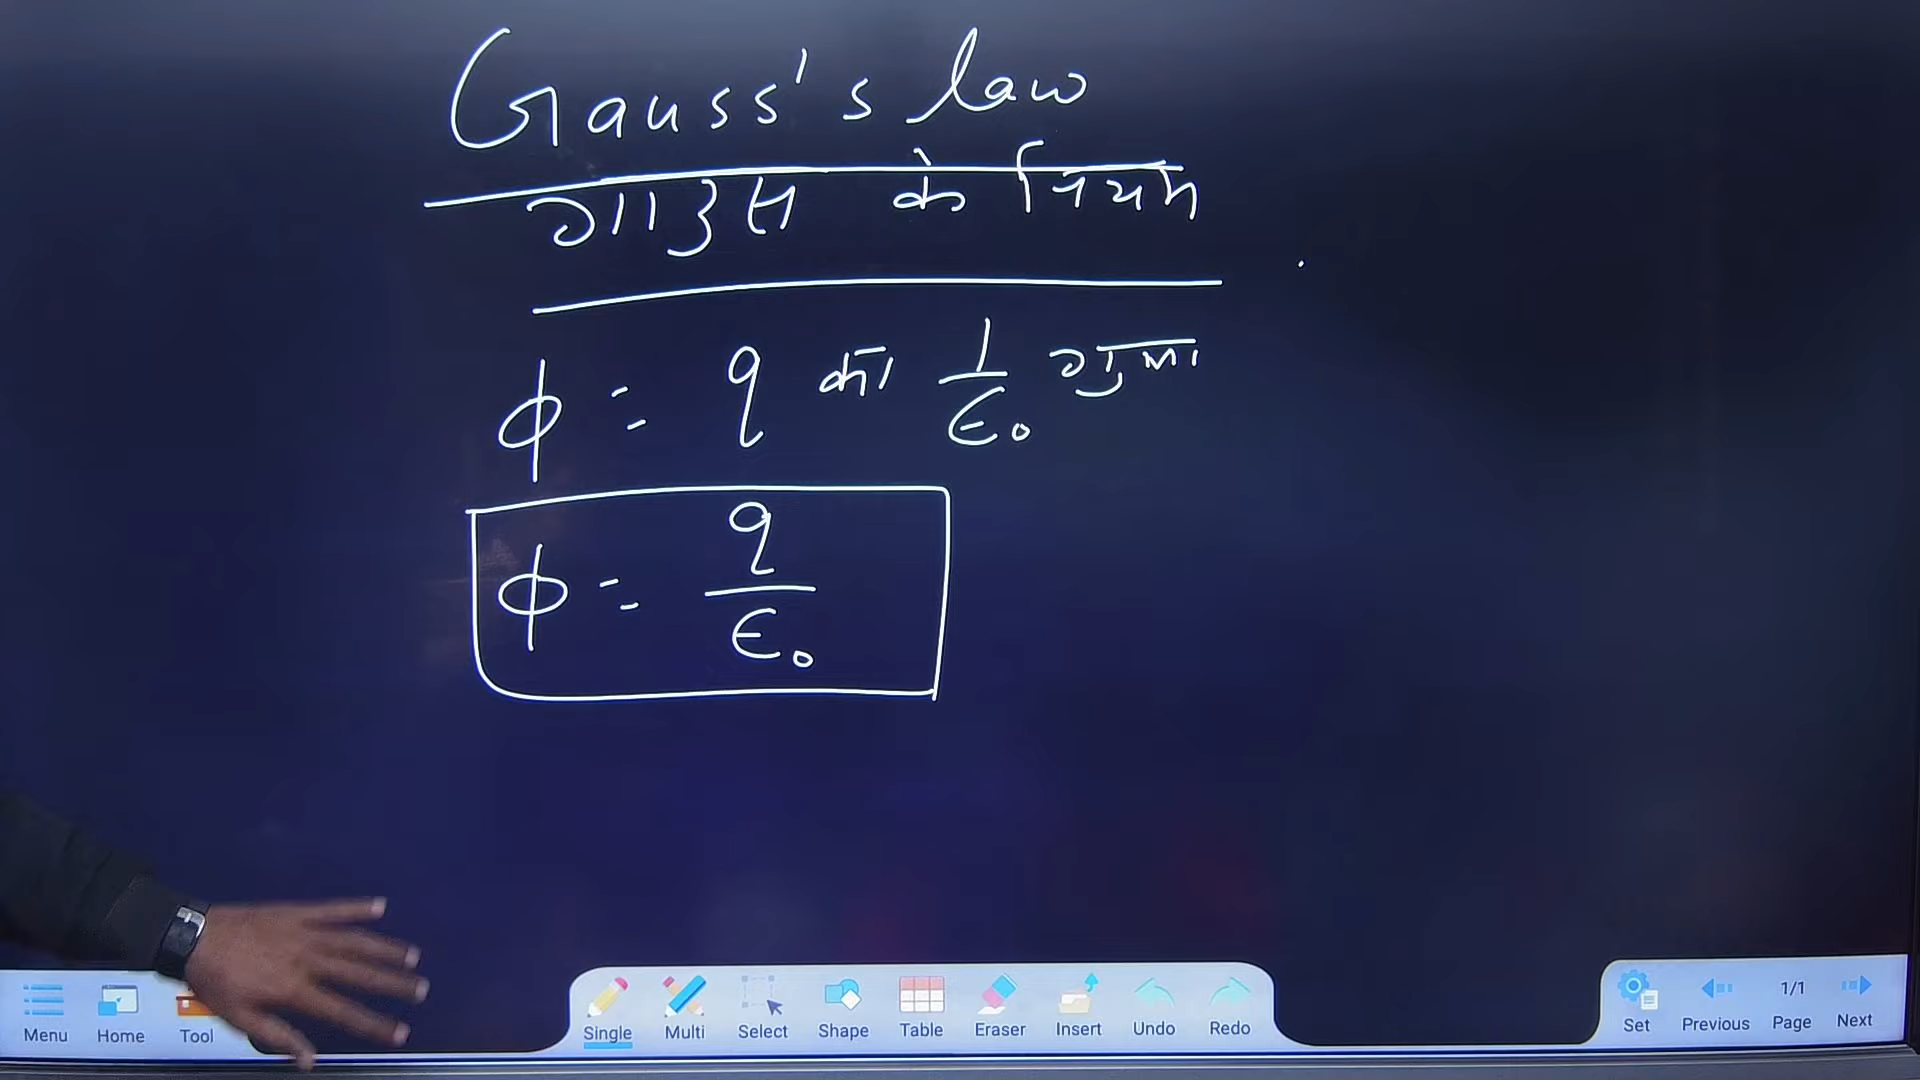 Gauss's law
गाउस के नियम
ϕ = q का 1/ϵ₀ गुना
ϕ = q/ϵ₀
Menu Home Tool Single Multi Select Shape Table Eraser Insert Undo Redo Set Previous 1/1 Page Next